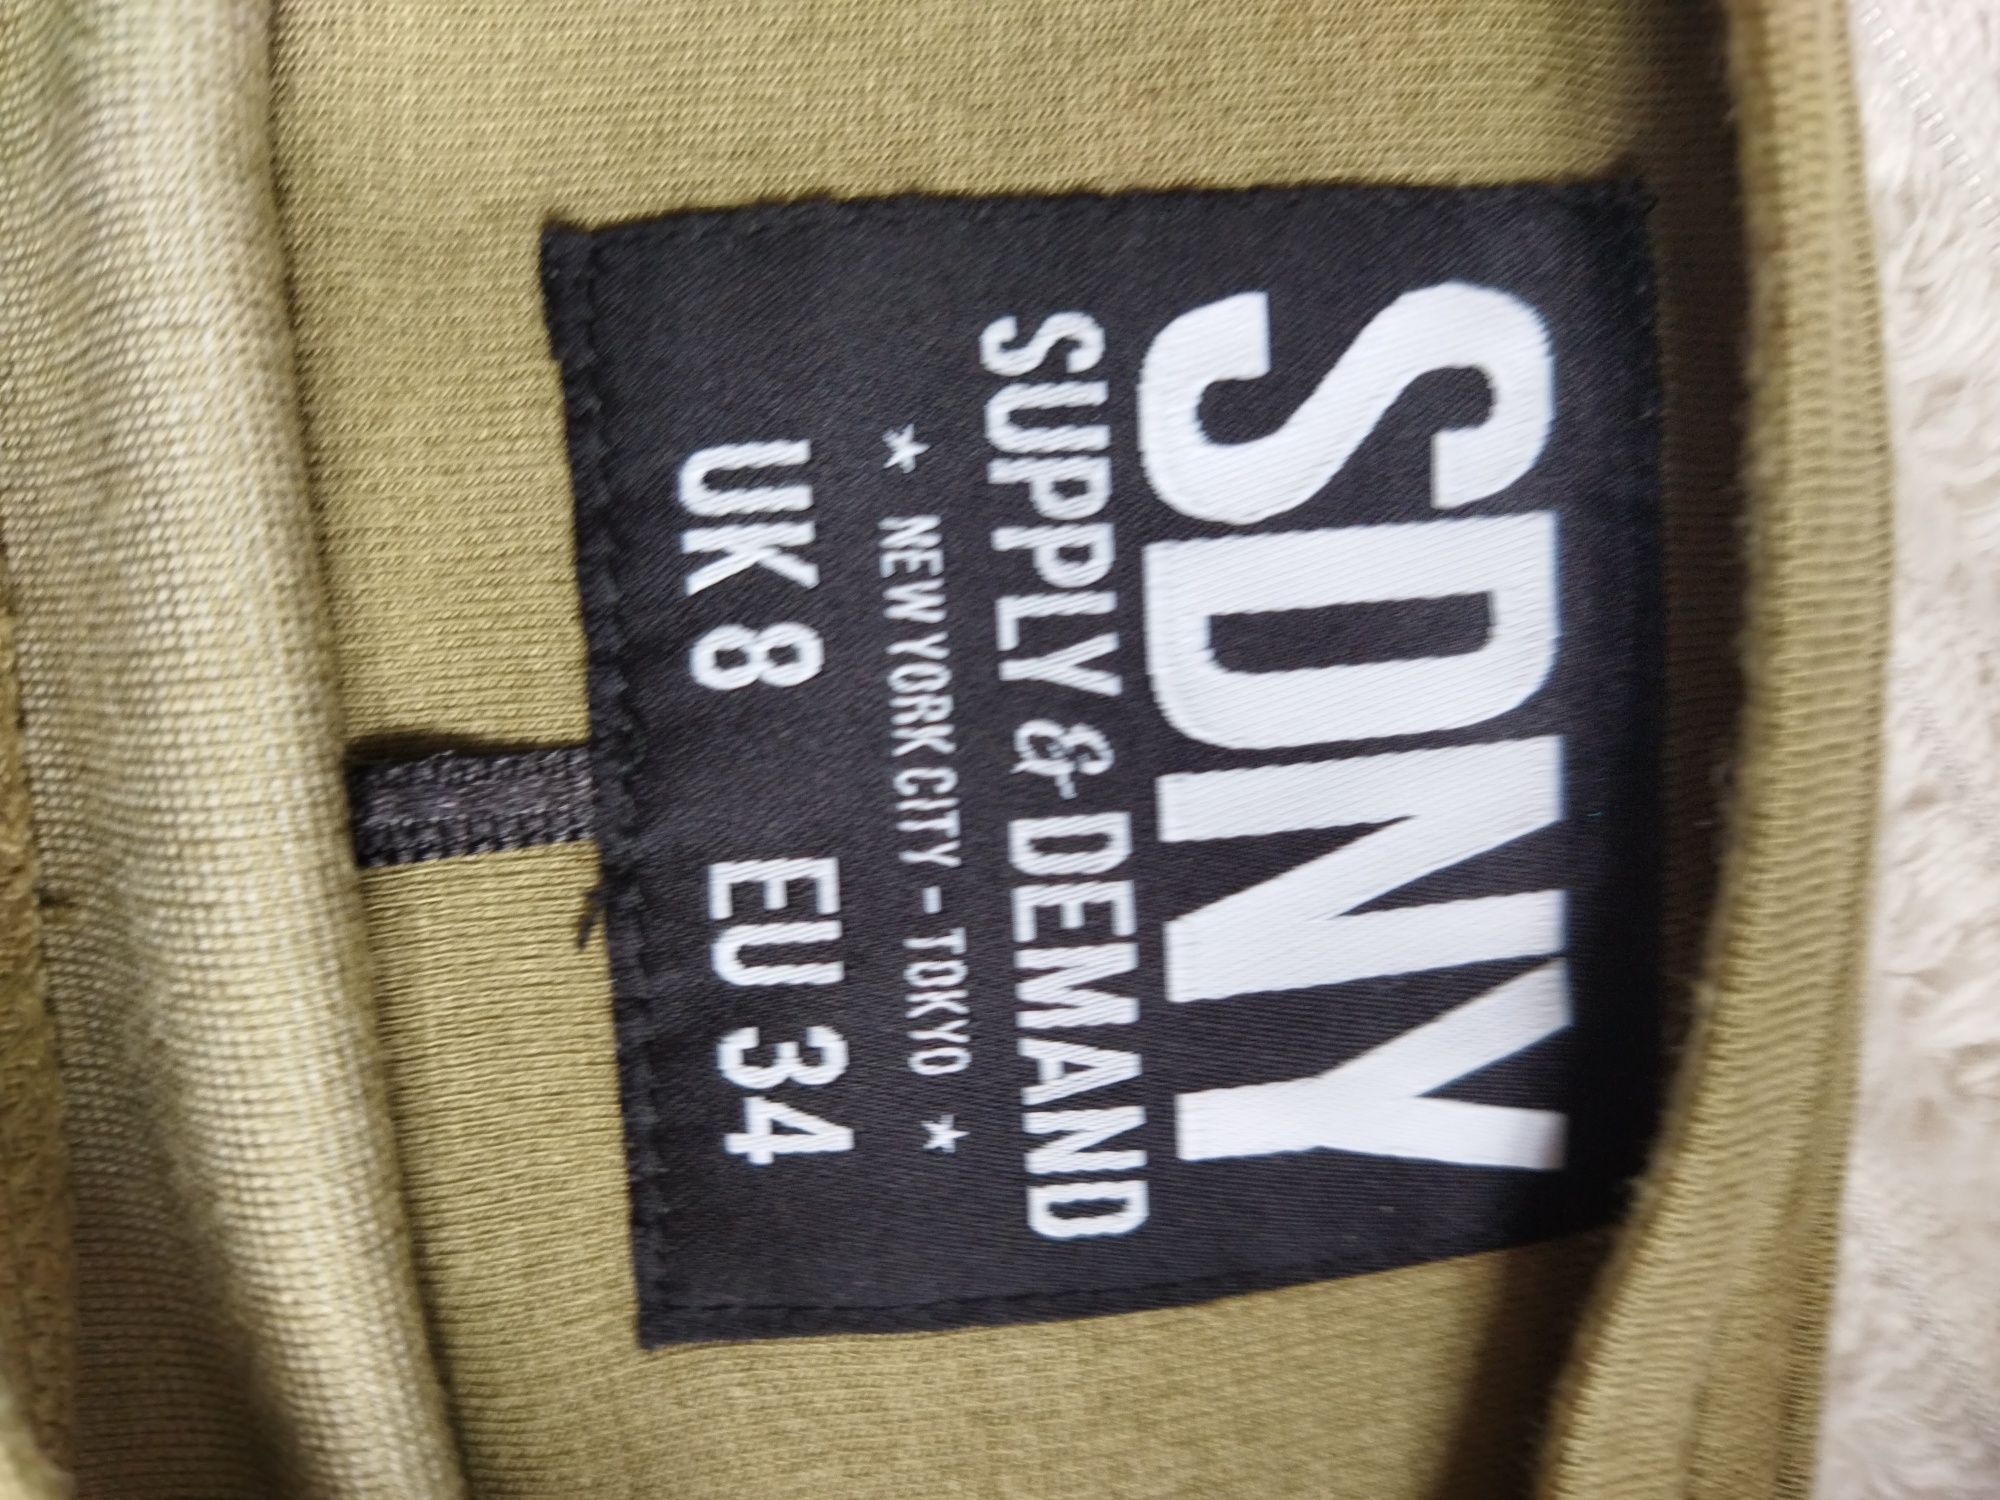 SDNY
SUPPLY & DEMAND
★ NEW YORK CITY - TOKYO ★
UK 8 EU 34